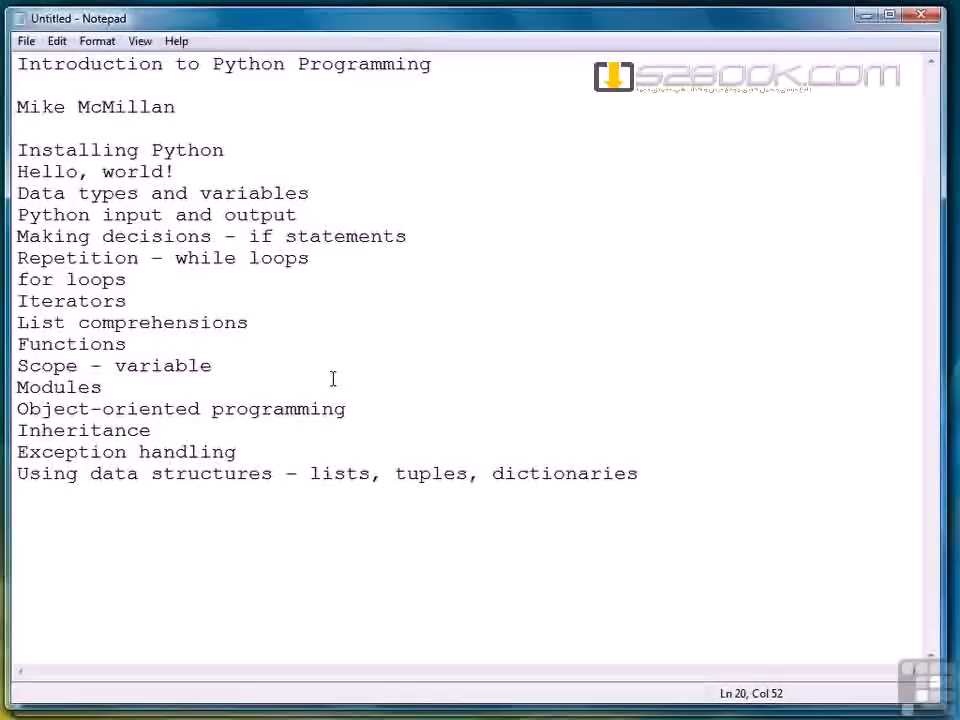 Untitled - Notepad
File Edit Format View Help
Introduction to Python Programming
S2BOOK.COM
Mike McMillan
Installing Python
Hello, world!
Data types and variables
Python input and output
Making decisions - if statements
Repetition - while loops
for loops
Iterators
List comprehensions
Functions
Scope - variable
Modules
Object-oriented programming
Inheritance
Exception handling
Using data structures - lists, tuples, dictionaries
Ln 20, Col 52